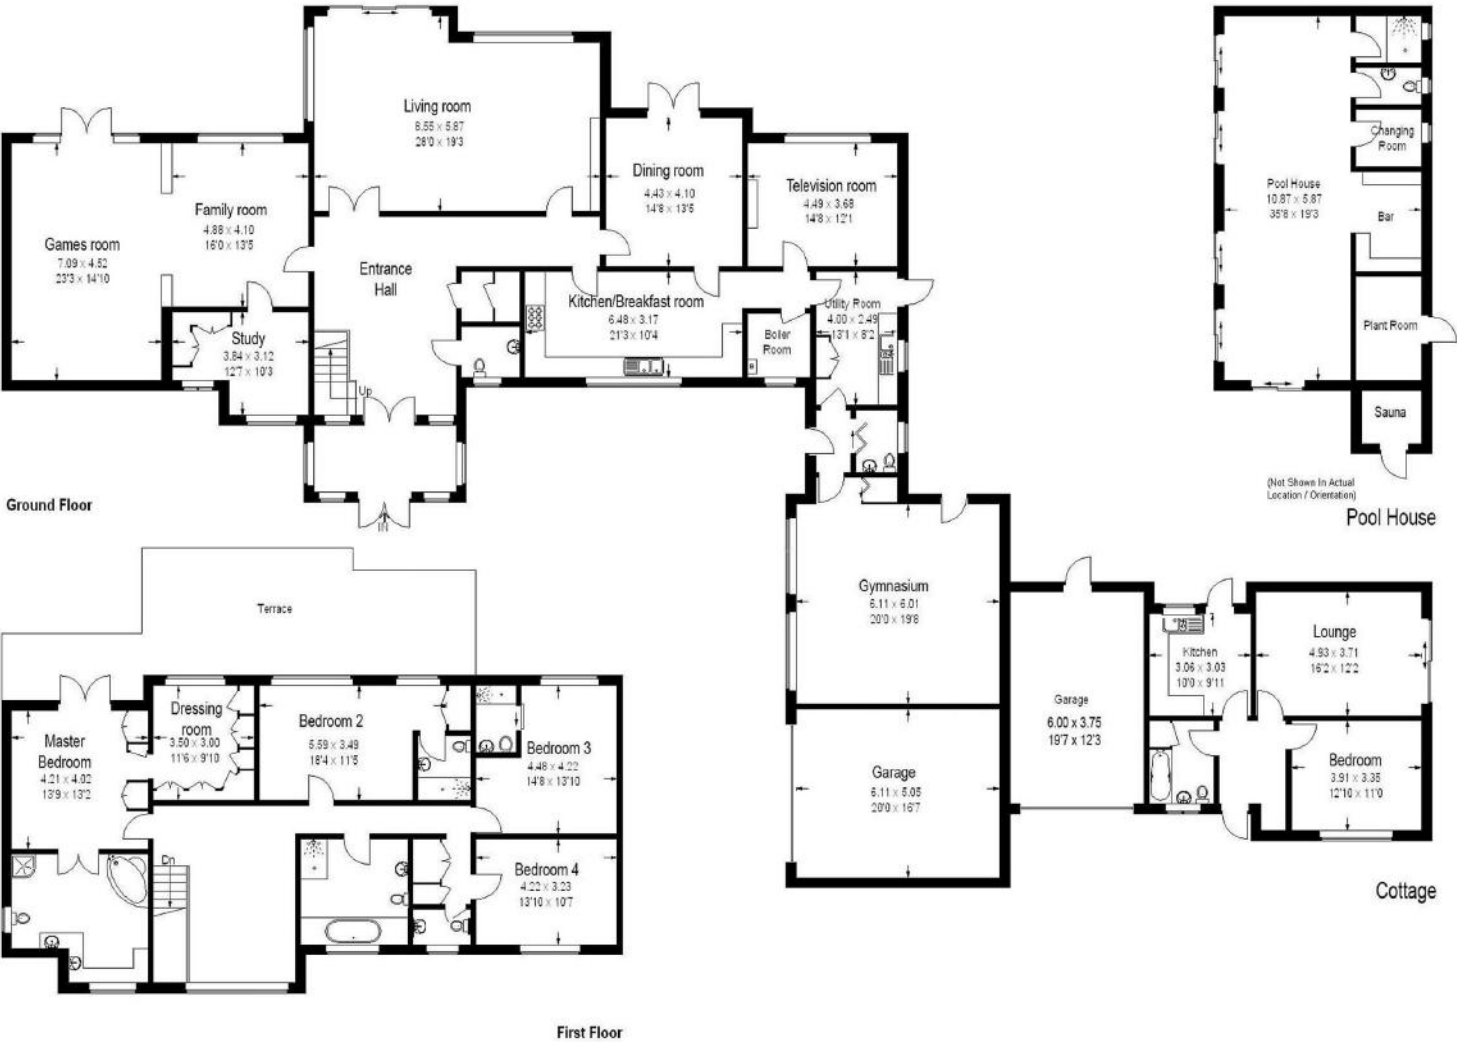 Living room
8.55 x 5.87
28'0 x 19'3
Dining room
4.43 x 4.10
14'8 x 13'5
Television room
4.49 x 3.68
14'8 x 12'1
Family room
4.88 x 4.10
16'0 x 13'5
Games room
7.09 x 4.52
23'3 x 14'10
Entrance
Hall
Kitchen/Breakfast room
6.48 x 3.17
21'3 x 10'4
Utility Room
4.00 x 2.49
13'1 x 8'2
Boiler
Room
Study
3.84 x 3.12
12'7 x 10'3
Up
IN
Ground Floor
Changing
Room
Pool House
10.87 x 5.87
35'8 x 19'3
Bar
Plant Room
Sauna
(Not Shown In Actual
Location / Orientation)
Pool House
Gymnasium
6.11 x 6.01
20'0 x 19'8
Garage
6.11 x 5.05
20'0 x 16'7
Garage
6.00 x 3.75
19'7 x 12'3
Kitchen
3.06 x 3.03
10'0 x 9'11
Lounge
4.93 x 3.71
16'2 x 12'2
Bedroom
3.91 x 3.35
12'10 x 11'0
Cottage
Terrace
Master
Bedroom
4.21 x 4.02
13'9 x 13'2
Dressing
room
3.50 x 3.00
11'6 x 9'10
Bedroom 2
5.59 x 3.49
18'4 x 11'5
Bedroom 3
4.48 x 4.22
14'8 x 13'10
Bedroom 4
4.22 x 3.23
13'10 x 10'7
Dn
First Floor